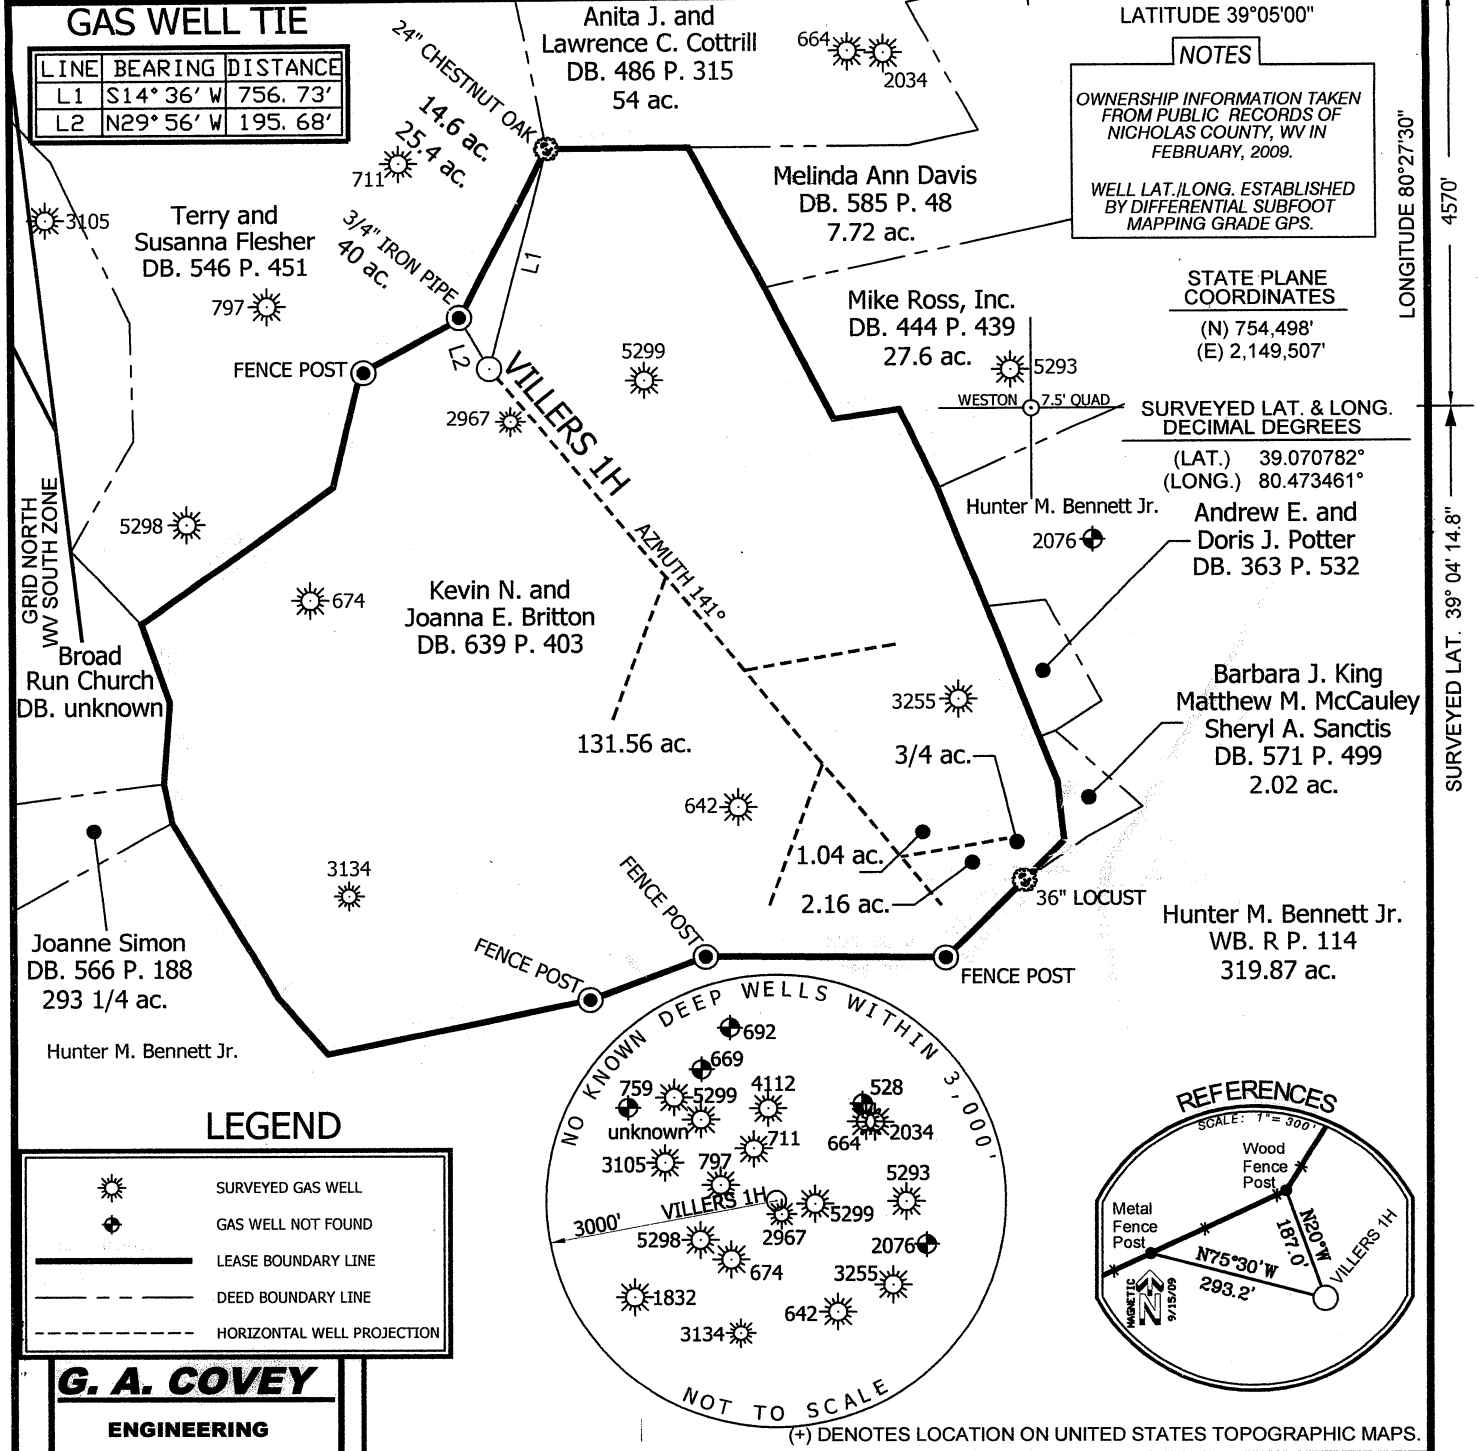 GAS WELL TIE
LINE BEARING DISTANCE
L1 S14° 36' W 756. 73'
L2 N29° 56' W 195. 68'
24" CHESTNUT OAK
14.6 ac.
25.4 ac.
Anita J. and
Lawrence C. Cottrill
DB. 486 P. 315
54 ac.
664
2034
LATITUDE 39°05'00"
NOTES
OWNERSHIP INFORMATION TAKEN
FROM PUBLIC RECORDS OF
NICHOLAS COUNTY, WV IN
FEBRUARY, 2009.
WELL LAT./LONG. ESTABLISHED
BY DIFFERENTIAL SUBFOOT
MAPPING GRADE GPS.
LONGITUDE 80°27'30"
4570'
711
3105
Terry and
Susanna Flesher
DB. 546 P. 451
797
3/4" IRON PIPE
40 ac.
L1
L2
FENCE POST
Melinda Ann Davis
DB. 585 P. 48
7.72 ac.
STATE PLANE
COORDINATES
(N) 754,498'
(E) 2,149,507'
Mike Ross, Inc.
DB. 444 P. 439
27.6 ac.
5293
WESTON 7.5' QUAD
SURVEYED LAT. & LONG.
DECIMAL DEGREES
(LAT.) 39.070782°
(LONG.) 80.473461°
5299
2967
VILLERS 1H
AZMUTH 141°
GRID NORTH
WV SOUTH ZONE
5298
674
Kevin N. and
Joanna E. Britton
DB. 639 P. 403
Hunter M. Bennett Jr.
2076
Andrew E. and
Doris J. Potter
DB. 363 P. 532
SURVEYED LAT. 39° 04' 14.8"
Broad
Run Church
DB. unknown
131.56 ac.
3255
3/4 ac.
642
1.04 ac.
2.16 ac.
Barbara J. King
Matthew M. McCauley
Sheryl A. Sanctis
DB. 571 P. 499
2.02 ac.
3134
36" LOCUST
FENCE POST
FENCE POST
FENCE POST
Hunter M. Bennett Jr.
WB. R P. 114
319.87 ac.
Joanne Simon
DB. 566 P. 188
293 1/4 ac.
Hunter M. Bennett Jr.
NO KNOWN DEEP WELLS WITHIN 3,000'
692
669
759
5299
4112
528
unknown
711
664
2034
3105
797
5293
VILLERS 1H
3000'
5299
5298
2967
2076
674
3255
1832
642
3134
NOT TO SCALE
LEGEND
SURVEYED GAS WELL
GAS WELL NOT FOUND
LEASE BOUNDARY LINE
DEED BOUNDARY LINE
HORIZONTAL WELL PROJECTION
REFERENCES
SCALE: 1"= 300'
Wood
Fence
Post
Metal
Fence
Post
N20°W
187.0'
N75°30'W
293.2'
VILLERS 1H
MAGNETIC
N
9/15/09
G. A. COVEY
ENGINEERING
(+) DENOTES LOCATION ON UNITED STATES TOPOGRAPHIC MAPS.